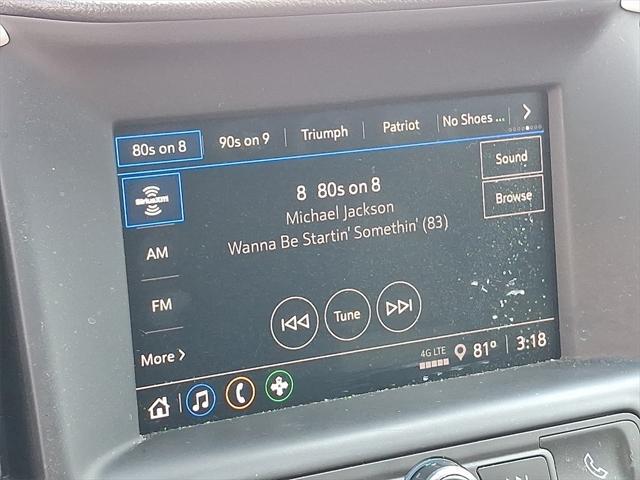 80s on 8 90s on 9 Triumph Patriot No Shoes ...
SiriusXM
8 80s on 8
Sound
Michael Jackson
Browse
Wanna Be Startin' Somethin' (83)
AM
FM
Tune
More
4G LTE 81° 3:18